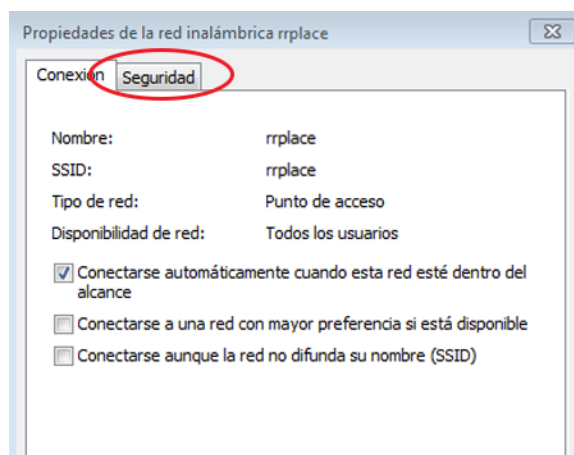 Propiedades de la red inalámbrica rrplace
Conexión Seguridad
Nombre: rrplace
SSID: rrplace
Tipo de red: Punto de acceso
Disponibilidad de red: Todos los usuarios
Conectarse automáticamente cuando esta red esté dentro del
alcance
Conectarse a una red con mayor preferencia si está disponible
Conectarse aunque la red no difunda su nombre (SSID)